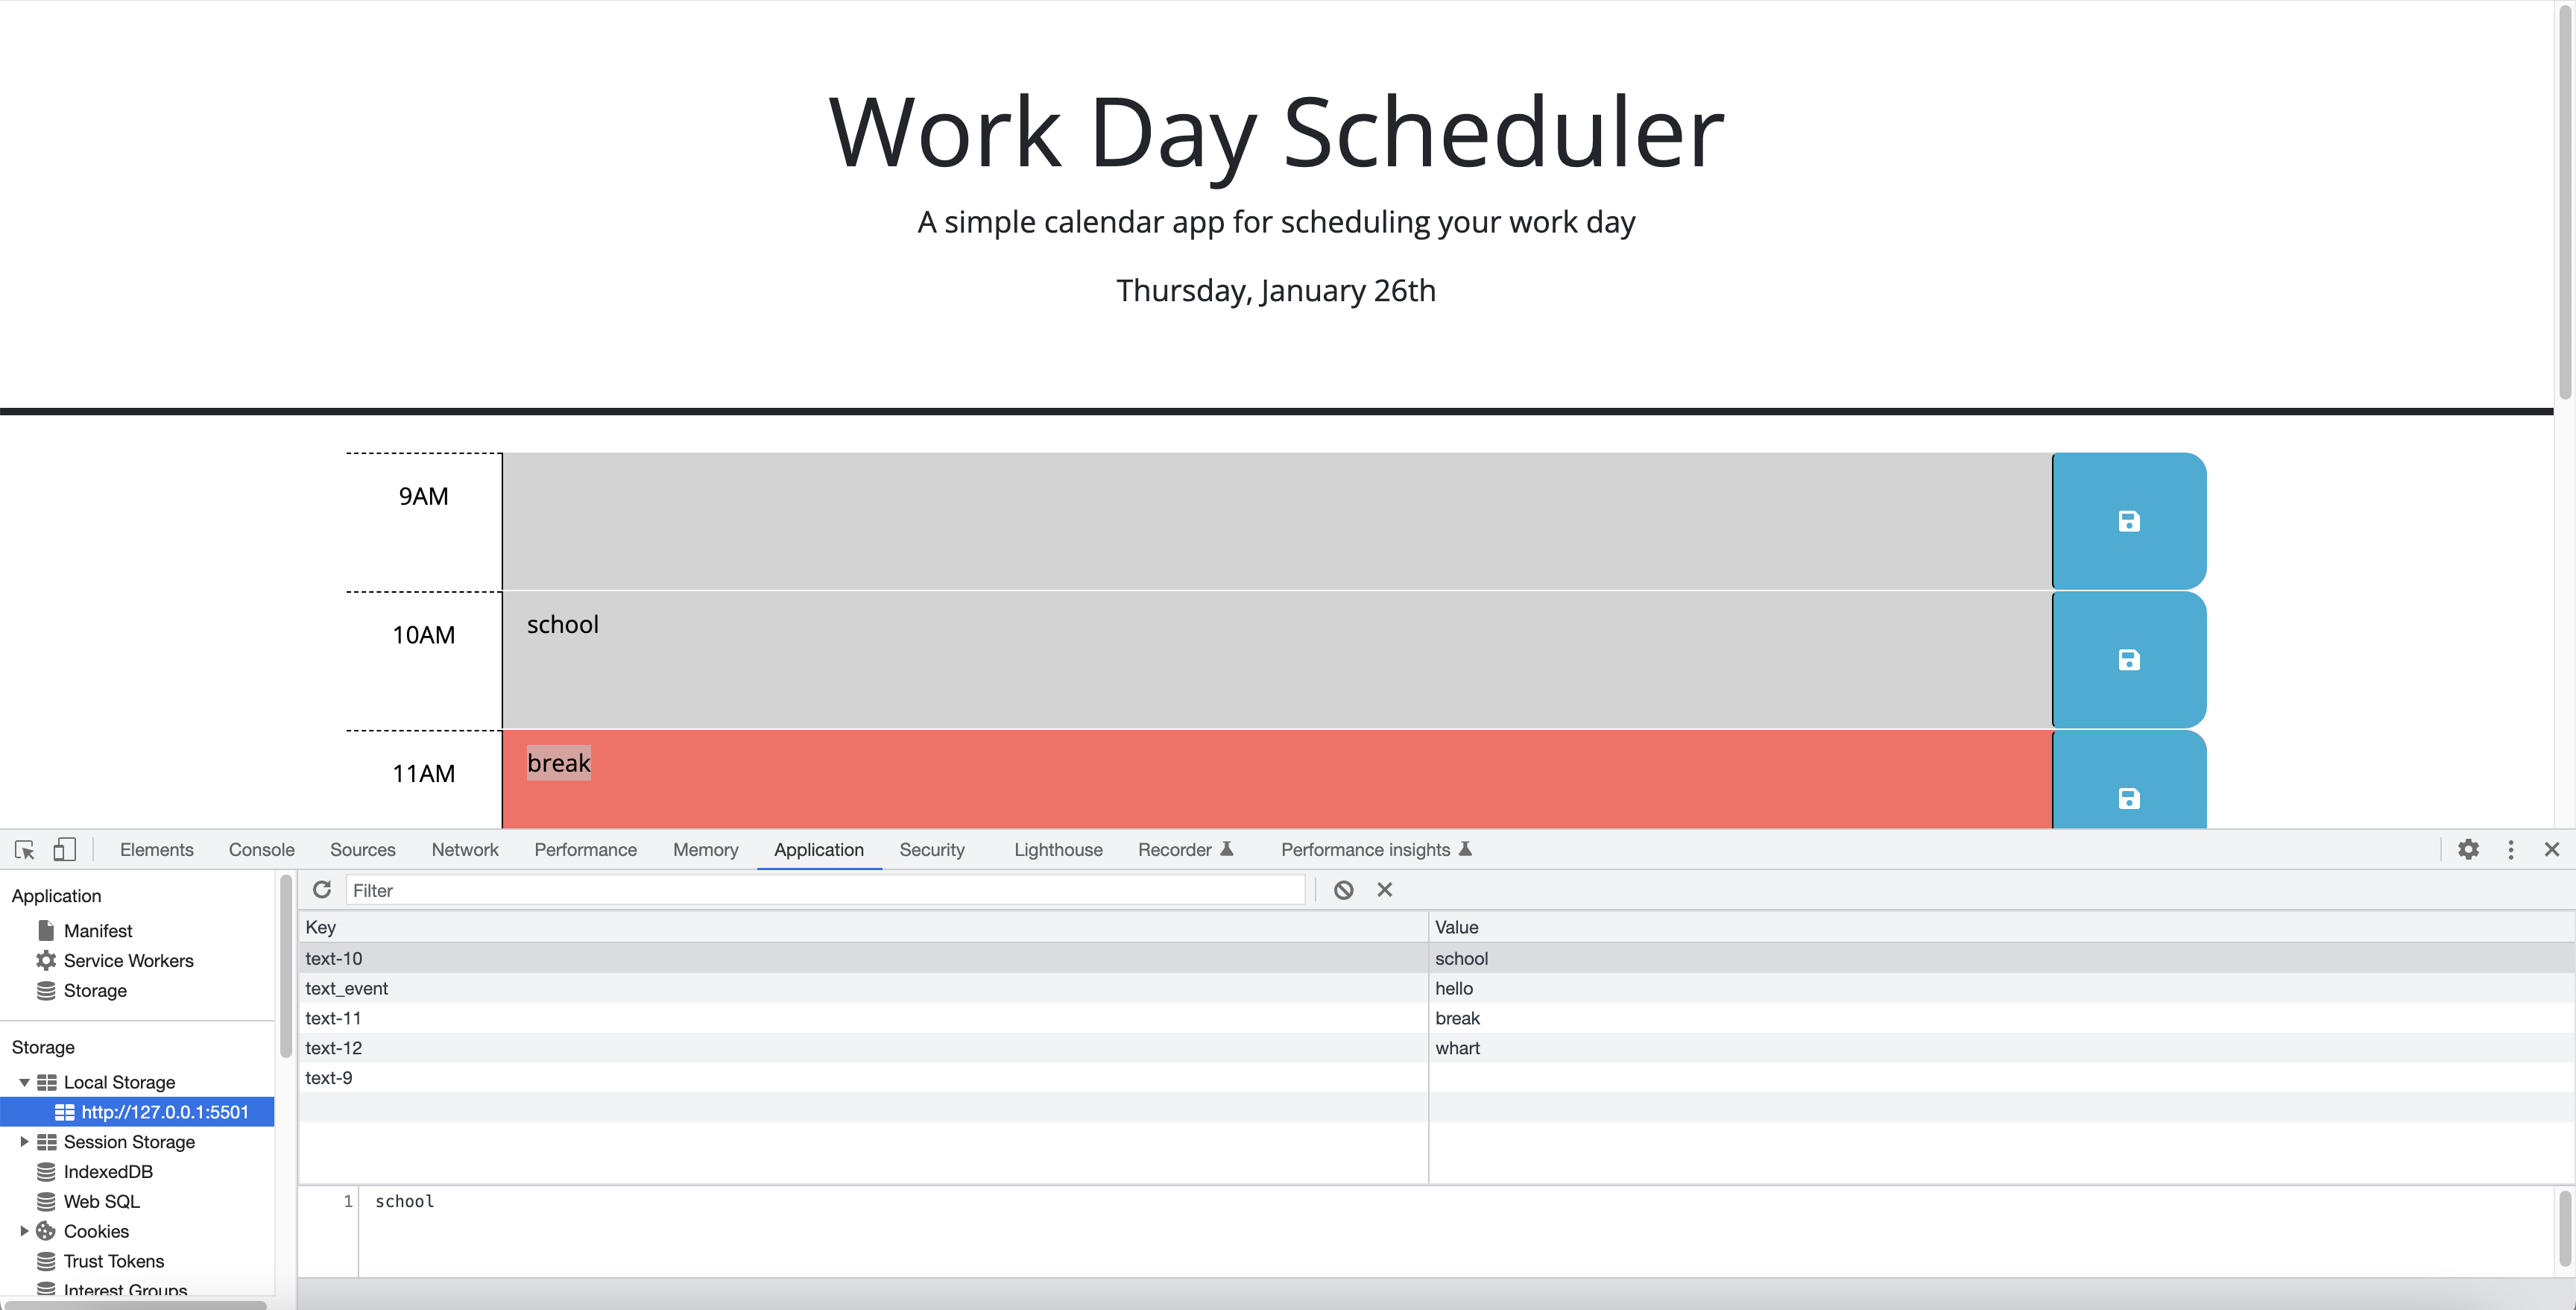 Work Day Scheduler
A simple calendar app for scheduling your work day
Thursday, January 26th
9AM
10AM school
11AM break
Elements Console Sources Network Performance Memory Application Security Lighthouse Recorder Performance insights
Application
Manifest
Service Workers
Storage
Storage
Local Storage
http://127.0.0.1:5501
Session Storage
IndexedDB
Web SQL
Cookies
Trust Tokens
Interest Groups
Filter
Key Value
text-10 school
text_event hello
text-11 break
text-12 whart
text-9
1 school